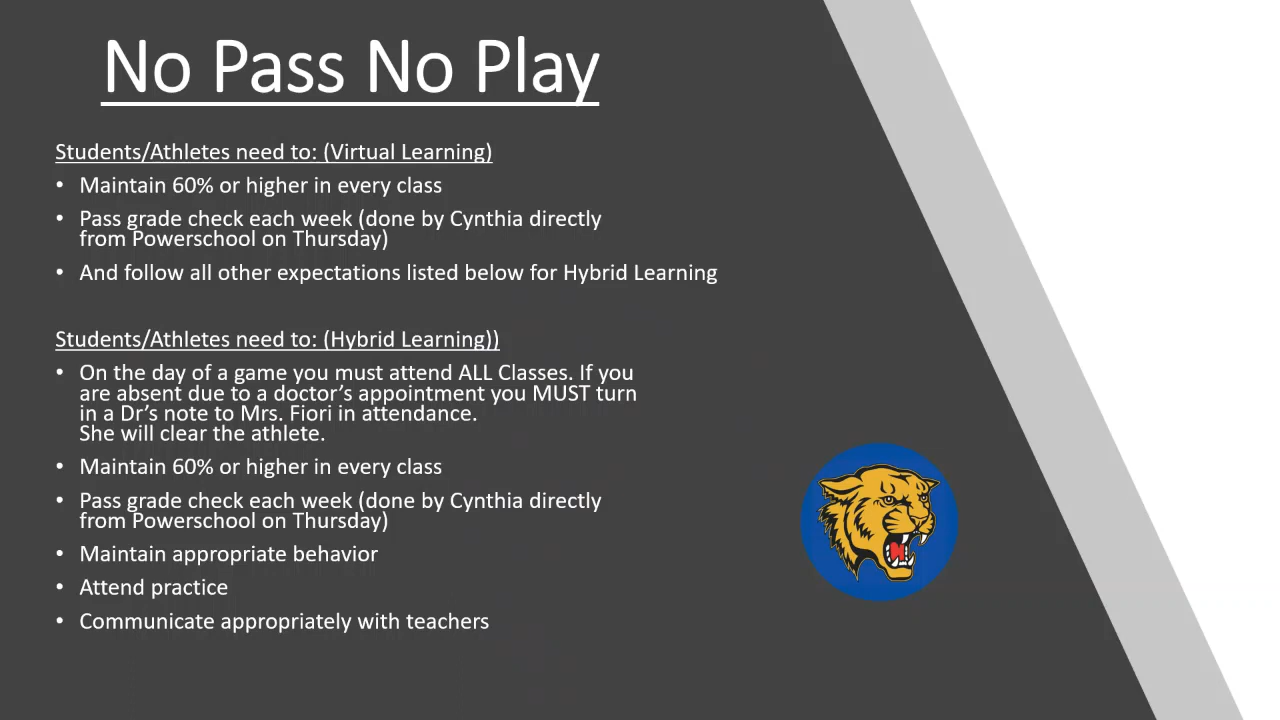 No Pass No Play
Students/Athletes need to: (Virtual Learning)
• Maintain 60% or higher in every class
• Pass grade check each week (done by Cynthia directly
from Powerschool on Thursday)
• And follow all other expectations listed below for Hybrid Learning
Students/Athletes need to: (Hybrid Learning))
• On the day of a game you must attend ALL Classes. If you
are absent due to a doctor’s appointment you MUST turn
in a Dr’s note to Mrs. Fiori in attendance.
She will clear the athlete.
• Maintain 60% or higher in every class
• Pass grade check each week (done by Cynthia directly
from Powerschool on Thursday)
• Maintain appropriate behavior
• Attend practice
• Communicate appropriately with teachers